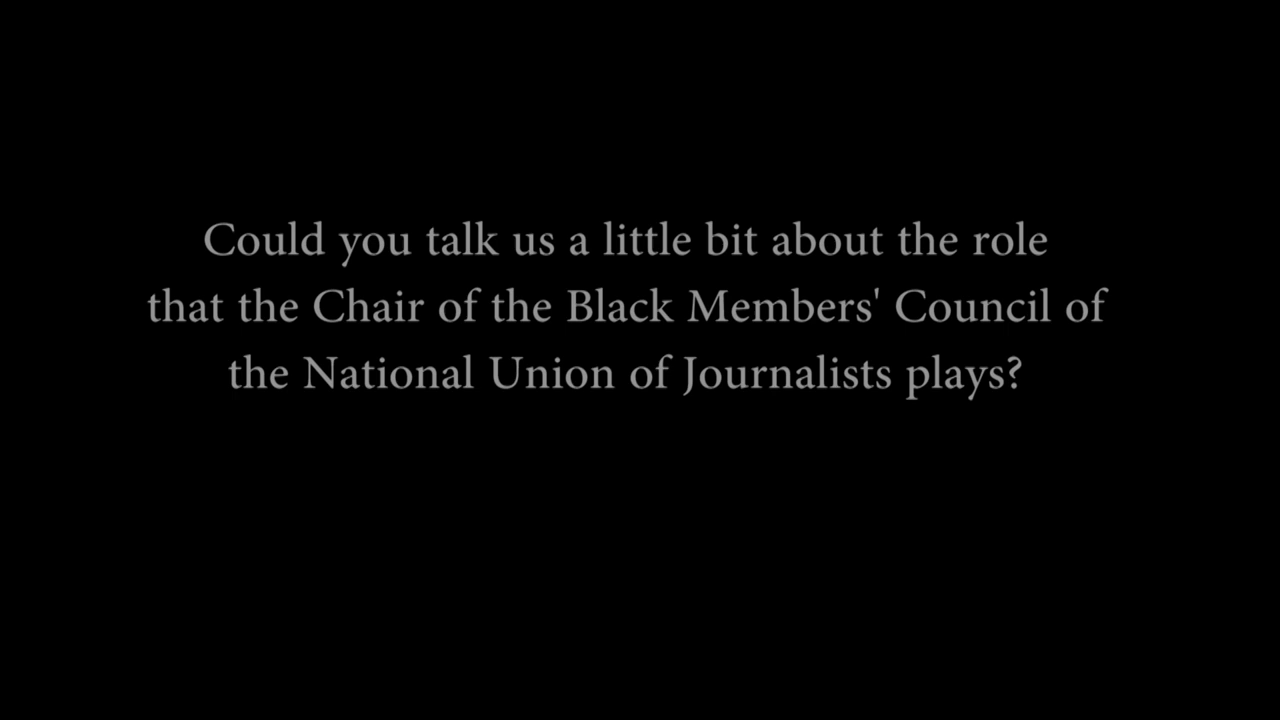 Could you talk us a little bit about the role
that the Chair of the Black Members' Council of
the National Union of Journalists plays?